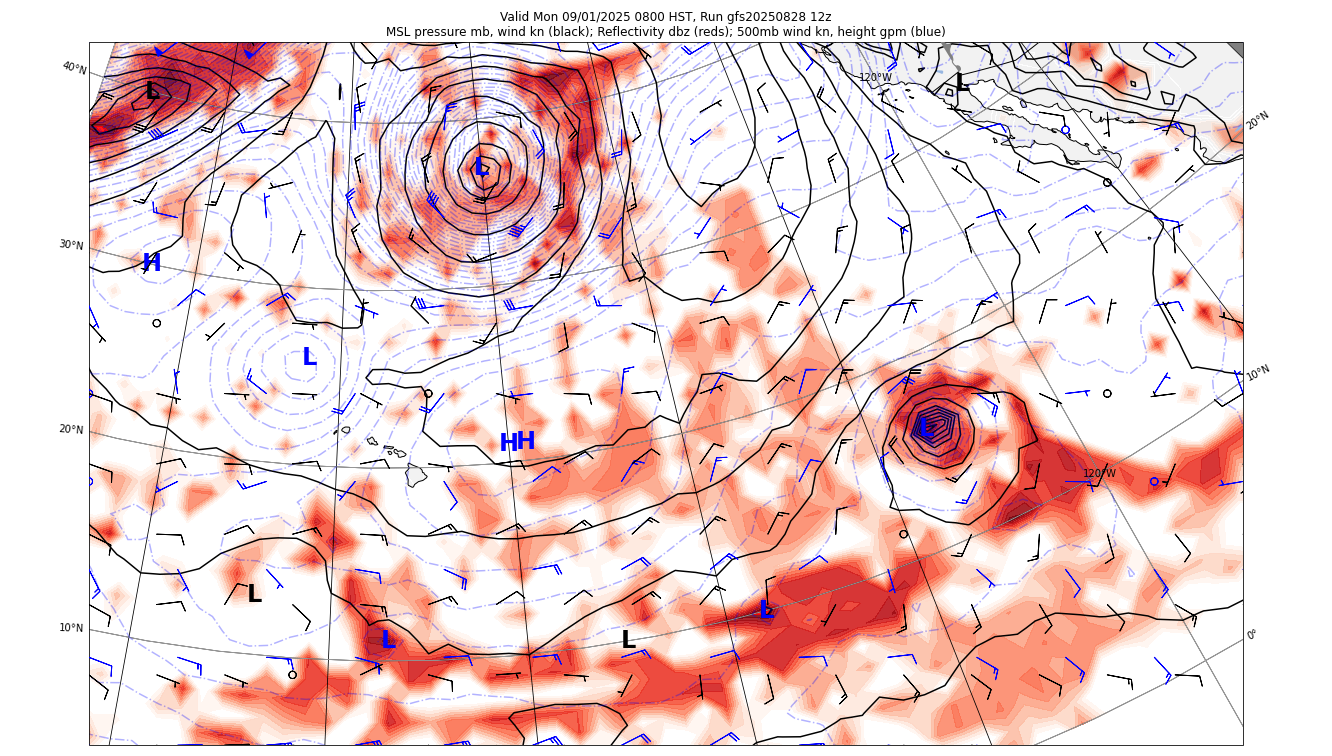 Valid Mon 09/01/2025 0800 HST, Run gfs20250828 12z
MSL pressure mb, wind kn (black); Reflectivity dbz (reds); 500mb wind kn, height gpm (blue)
40°N
120°W
L
L
20°N
L
30°N
H
L
10°N
20°N
L
H H
120°W
L
10°N
L
L
L
0°